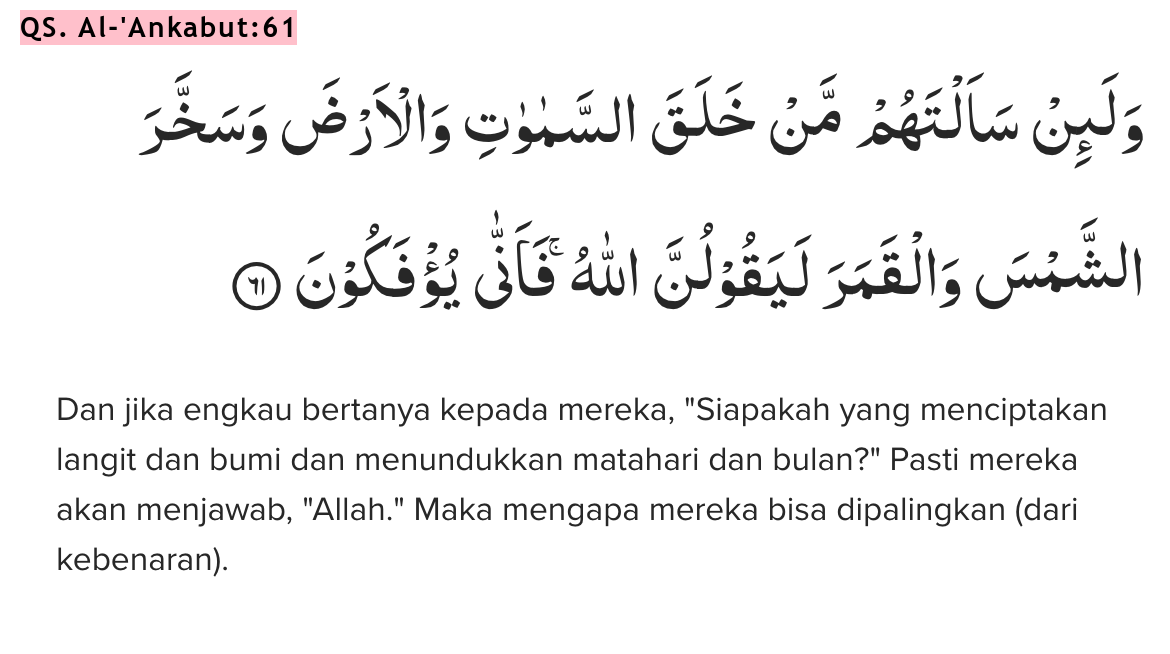 QS. Al-'Ankabut:61
وَلَىِٕنْ سَاَلْتَهُمْ مَّنْ خَلَقَ السَّمٰوٰتِ وَالْاَرْضَ وَسَخَّرَ
الشَّمْسَ وَالْقَمَرَ لَيَقُوْلُنَّ اللّٰهُ ۚفَاَنّٰى يُؤْفَكُوْنَ ٦١
Dan jika engkau bertanya kepada mereka, "Siapakah yang menciptakan
langit dan bumi dan menundukkan matahari dan bulan?" Pasti mereka
akan menjawab, "Allah." Maka mengapa mereka bisa dipalingkan (dari
kebenaran).